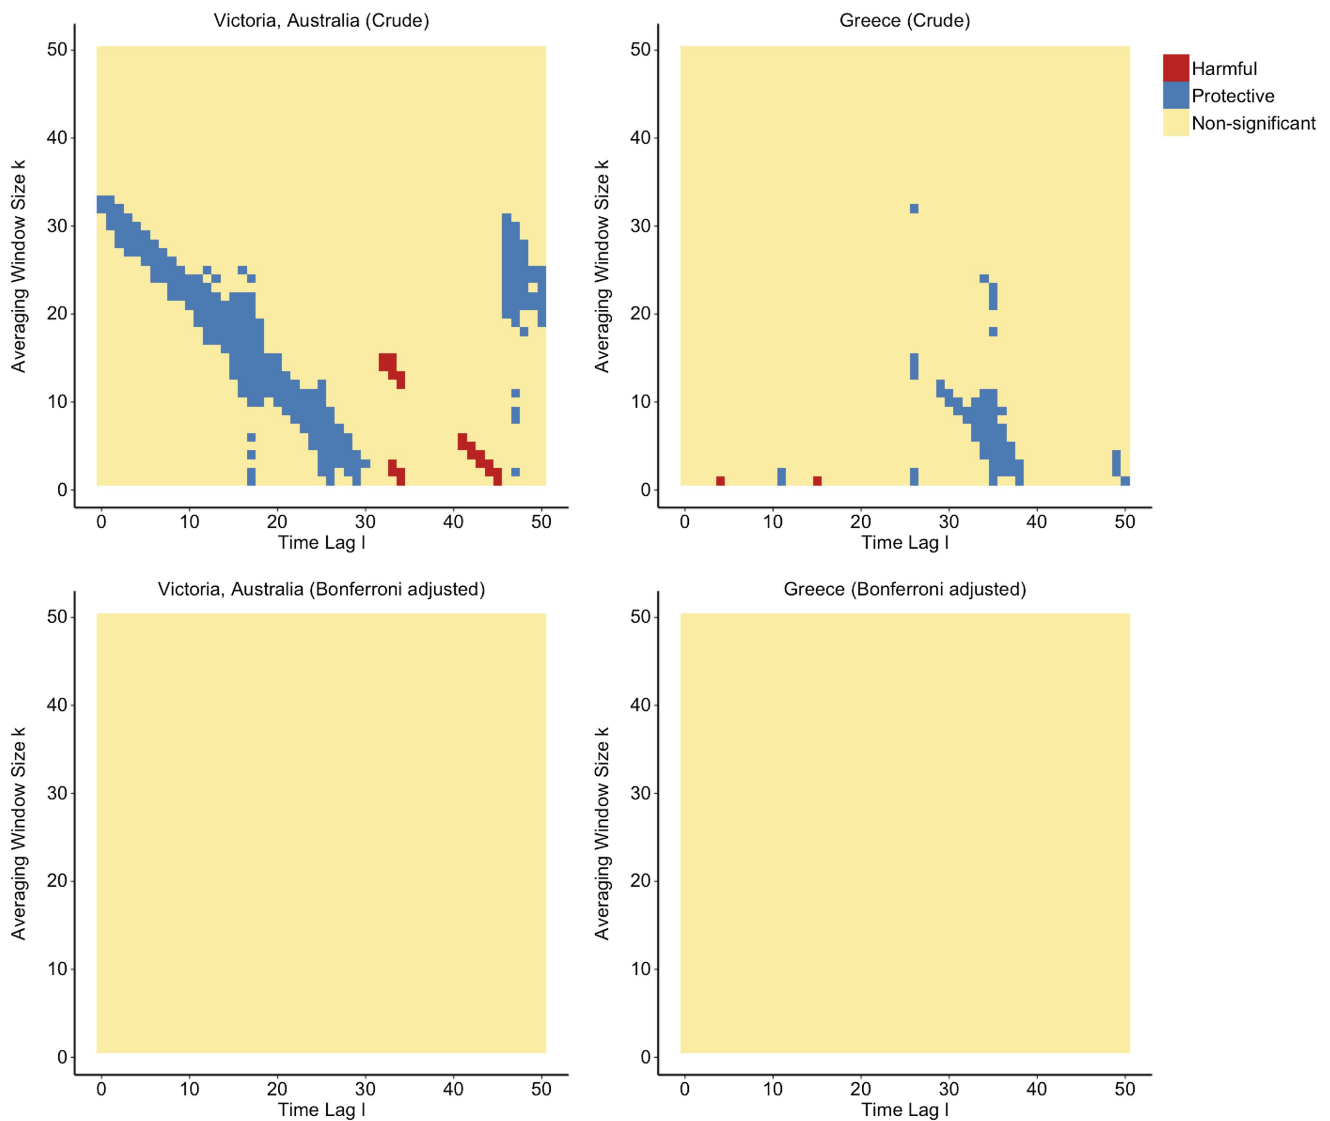 Victoria, Australia (Crude)
Greece (Crude)
Harmful
Protective
Non-significant
Averaging Window Size k
50
40
30
20
10
0
0 10 20 30 40 50
Time Lag l
Averaging Window Size k
50
40
30
20
10
0
0 10 20 30 40 50
Time Lag l
Victoria, Australia (Bonferroni adjusted)
Greece (Bonferroni adjusted)
Averaging Window Size k
50
40
30
20
10
0
0 10 20 30 40 50
Time Lag l
Averaging Window Size k
50
40
30
20
10
0
0 10 20 30 40 50
Time Lag l